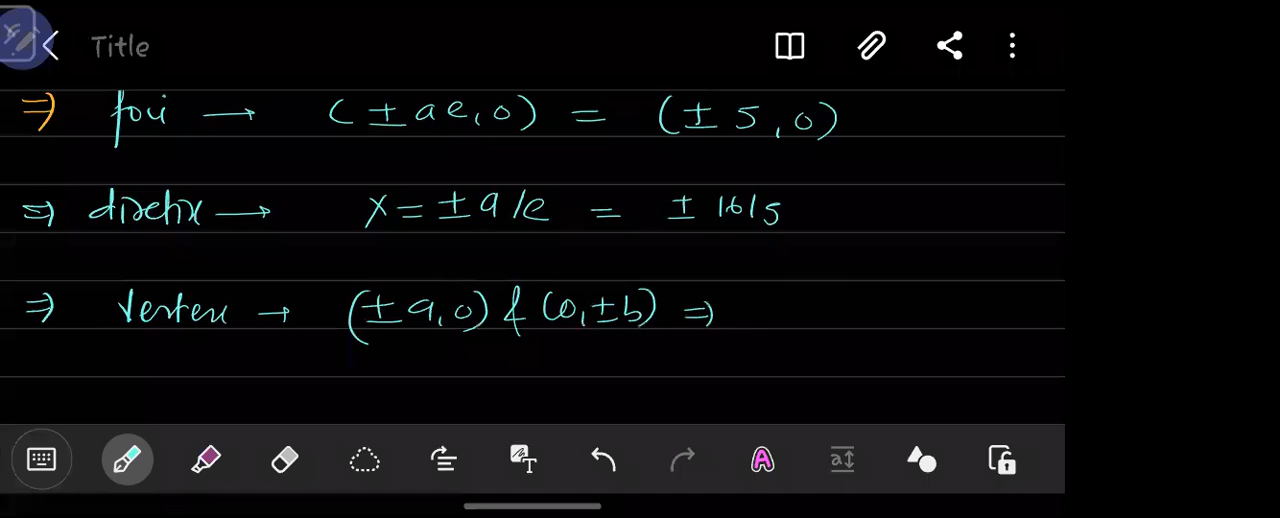 Title
⇒ foci → (±ae,0) = (±5,0)
⇒ directrix → x = ±a/e = ±16/5
⇒ vertex → (±a,0) & (0,±b) ⇒